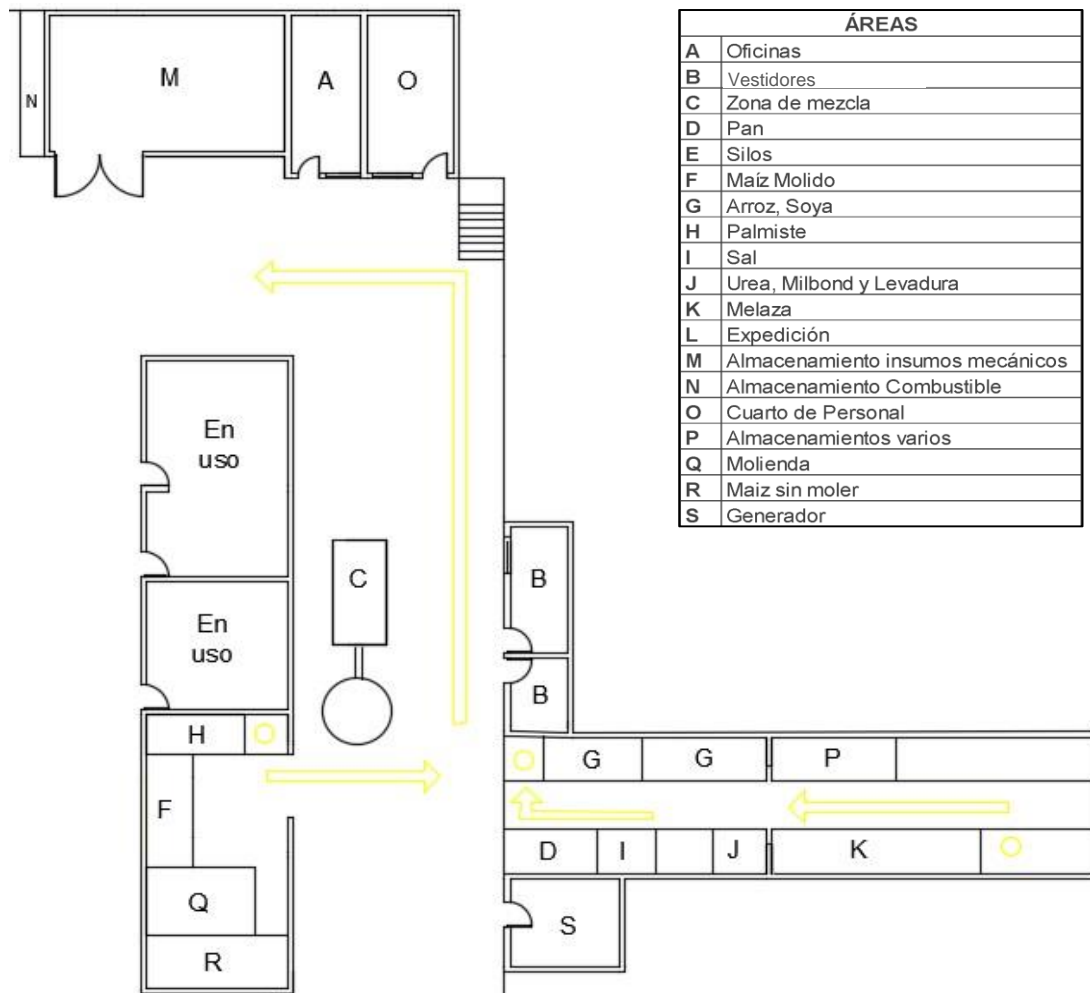 ÁREAS
A Oficinas
B Vestidores
C Zona de mezcla
D Pan
E Silos
F Maíz Molido
G Arroz, Soya
H Palmiste
I Sal
J Urea, Milbond y Levadura
K Melaza
L Expedición
M Almacenamiento insumos mecánicos
N Almacenamiento Combustible
O Cuarto de Personal
P Almacenamientos varios
Q Molienda
R Maiz sin moler
S Generador
M
A
O
N
En
uso
C
B
En
uso
B
H
G
G
P
F
D
I
J
K
Q
S
R